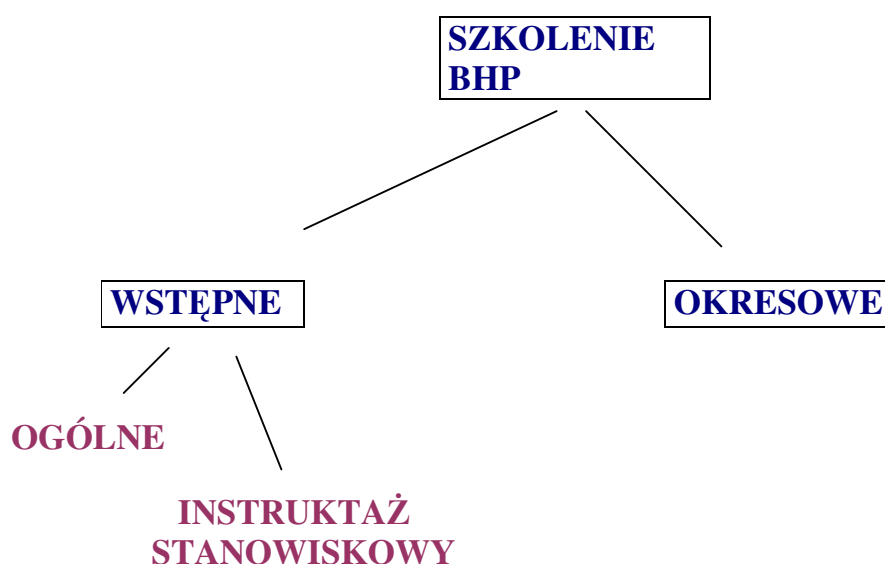 SZKOLENIE
BHP
WSTĘPNE
OKRESOWE
OGÓLNE
INSTRUKTAŻ
STANOWISKOWY